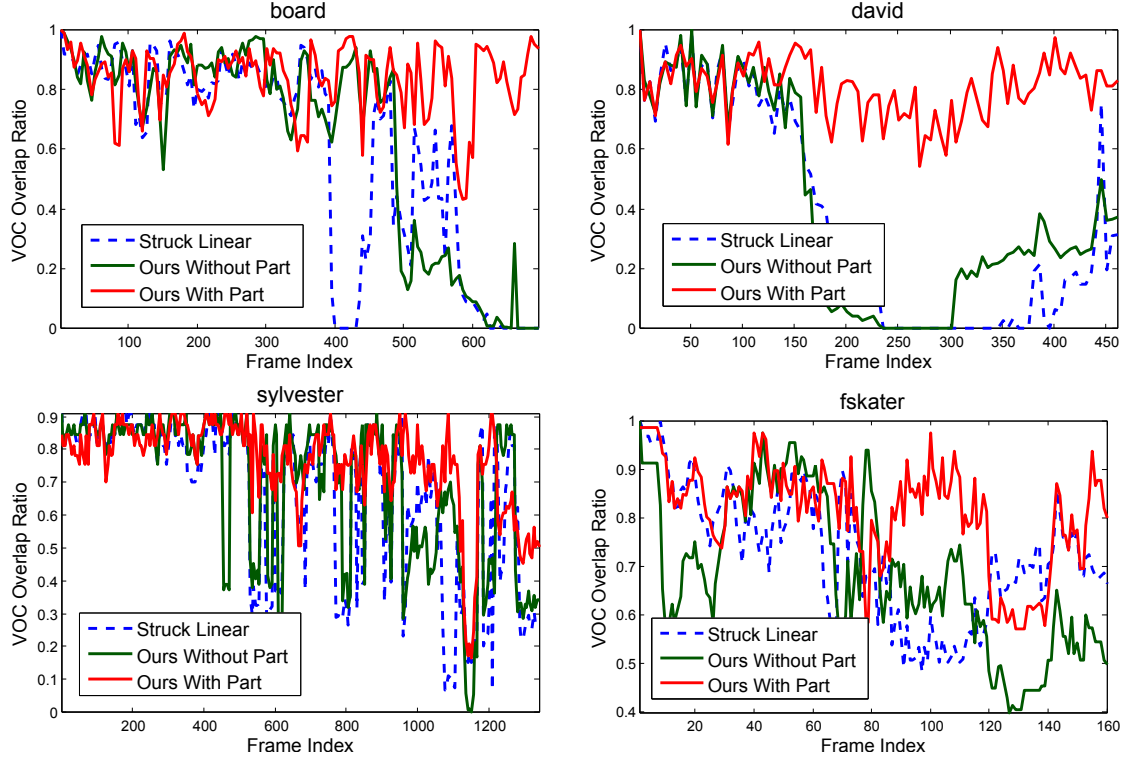 board
VOC Overlap Ratio
1
0.8
0.6
0.4
0.2
0
Struck Linear
Ours Without Part
Ours With Part
100 200 300 400 500 600
Frame Index
david
VOC Overlap Ratio
1
0.8
0.6
0.4
0.2
0
Struck Linear
Ours Without Part
Ours With Part
50 100 150 200 250 300 350 400 450
Frame Index
sylvester
VOC Overlap Ratio
0.9
0.8
0.7
0.6
0.5
0.4
0.3
0.2
0.1
0
Struck Linear
Ours Without Part
Ours With Part
200 400 600 800 1000 1200
Frame Index
fskater
VOC Overlap Ratio
1
0.9
0.8
0.7
0.6
0.5
0.4
Struck Linear
Ours Without Part
Ours With Part
20 40 60 80 100 120 140 160
Frame Index